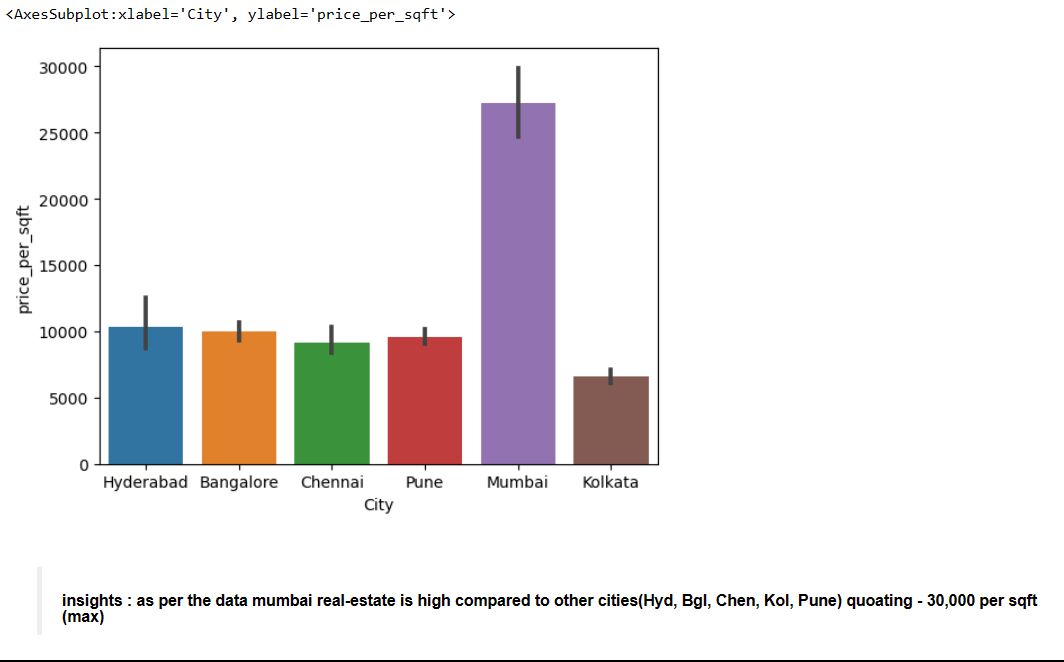 <AxesSubplot:xlabel='City', ylabel='price_per_sqft'>
30000
25000
20000
15000
10000
5000
0
price_per_sqft
Hyderabad Bangalore Chennai Pune Mumbai Kolkata
City
insights : as per the data mumbai real-estate is high compared to other cities(Hyd, Bgl, Chen, Kol, Pune) quoating - 30,000 per sqft
(max)